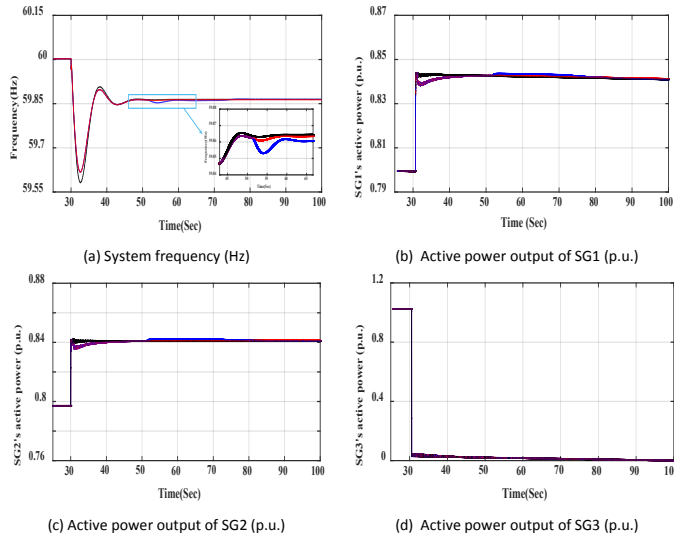 60.15
60
59.85
59.7
59.55
Frequency(Hz)
30 40 50 60 70 80 90 100
Time(Sec)
Time(Sec)
(a) System frequency (Hz)
0.87
0.85
0.83
0.81
0.79
SG1's active power (p.u.)
30 40 50 60 70 80 90 100
Time (Sec)
(b) Active power output of SG1 (p.u.)
0.88
0.84
0.8
0.76
SG2's active power (p.u.)
30 40 50 60 70 80 90 100
Time(Sec)
(c) Active power output of SG2 (p.u.)
1.2
0.8
0.4
0
SG3's active power (p.u.)
30 40 50 60 70 80 90 100
Time(Sec)
(d) Active power output of SG3 (p.u.)